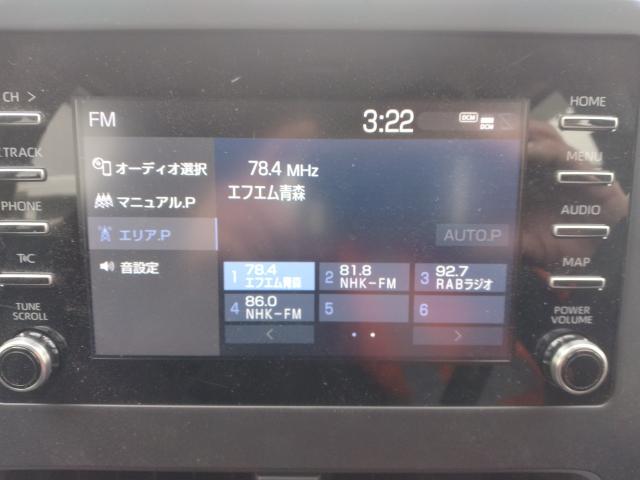 CH >
TRACK
PHONE
T/C
TUNE
SCROLL
FM
3:22
DCM
DCM
オーディオ選択
マニュアル.P
エリア.P
音設定
78.4 MHz
エフエム青森
AUTO.P
1 78.4
エフエム青森
2 81.8
NHK-FM
3 92.7
RABラジオ
4 86.0
NHK-FM
5
6
<
>
HOME
MENU
AUDIO
MAP
POWER
VOLUME